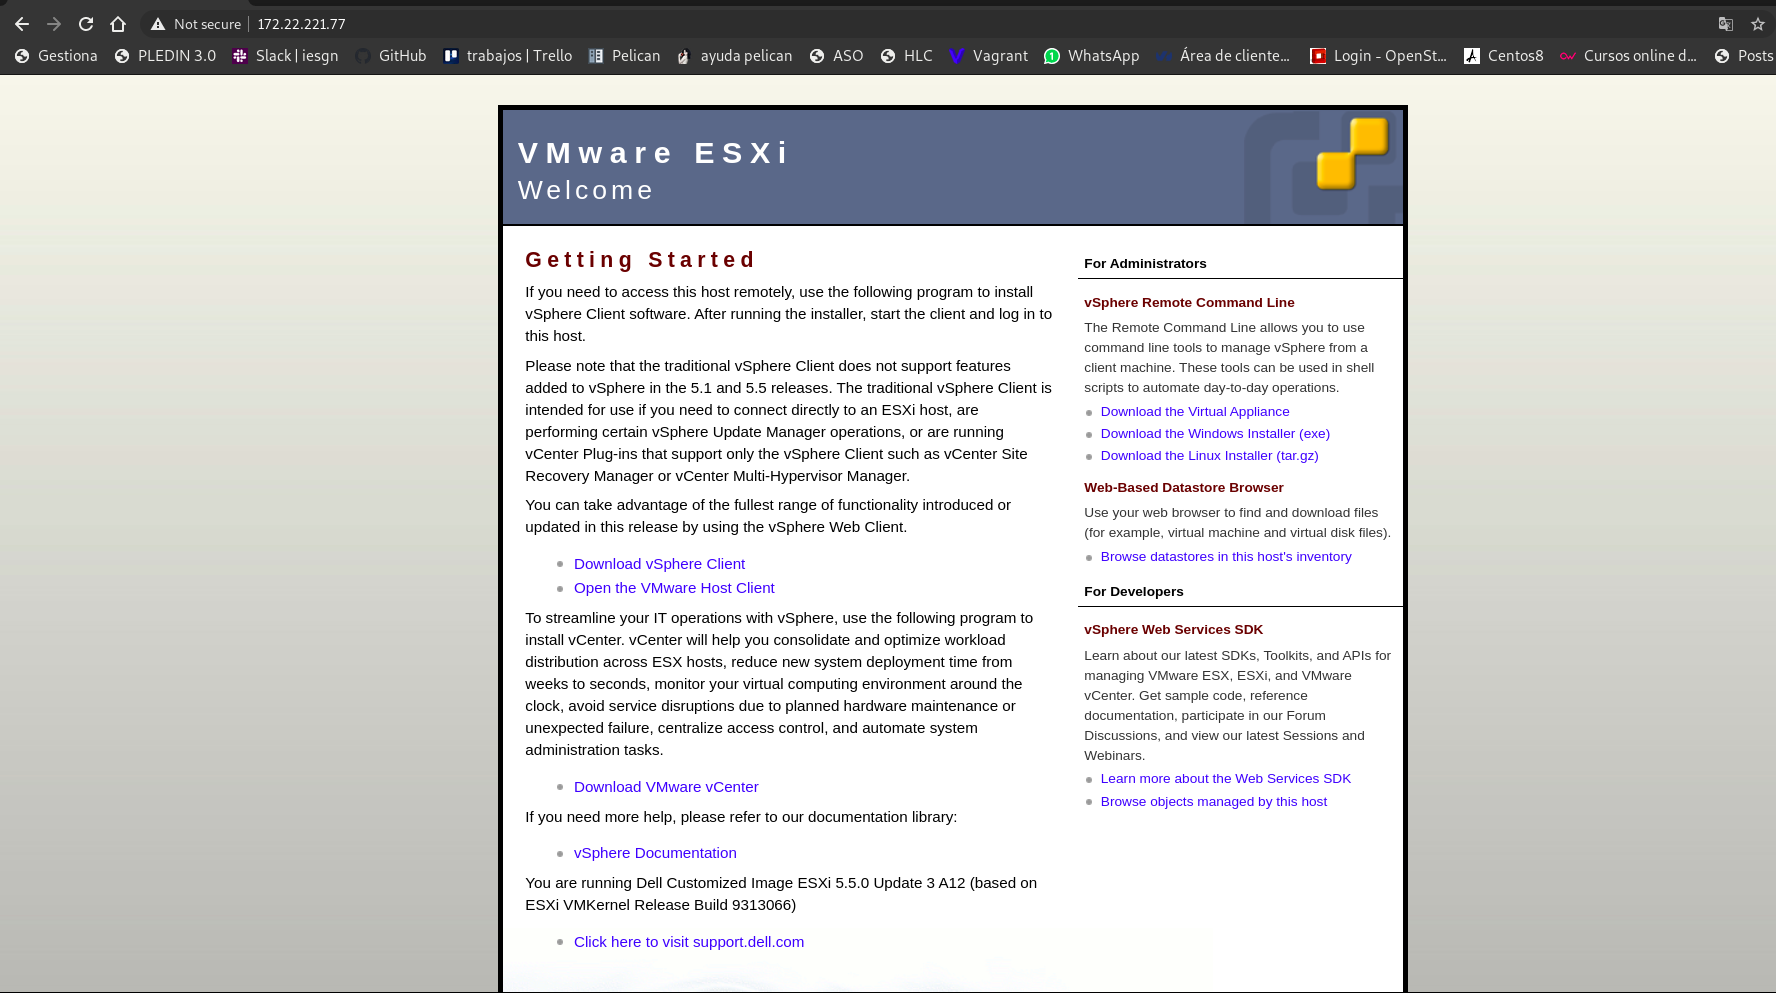 Not secure | 172.22.221.77
Gestiona PLEDIN 3.0 Slack | iesgn GitHub trabajos | Trello Pelican ayuda pelican ASO HLC Vagrant WhatsApp Área de cliente... Login - OpenSt... Centos8 Cursos online d... Posts
VMware ESXi
Welcome
Getting Started
If you need to access this host remotely, use the following program to install
vSphere Client software. After running the installer, start the client and log in to
this host.
Please note that the traditional vSphere Client does not support features
added to vSphere in the 5.1 and 5.5 releases. The traditional vSphere Client is
intended for use if you need to connect directly to an ESXi host, are
performing certain vSphere Update Manager operations, or are running
vCenter Plug-ins that support only the vSphere Client such as vCenter Site
Recovery Manager or vCenter Multi-Hypervisor Manager.
You can take advantage of the fullest range of functionality introduced or
updated in this release by using the vSphere Web Client.
Download vSphere Client
Open the VMware Host Client
To streamline your IT operations with vSphere, use the following program to
install vCenter. vCenter will help you consolidate and optimize workload
distribution across ESX hosts, reduce new system deployment time from
weeks to seconds, monitor your virtual computing environment around the
clock, avoid service disruptions due to planned hardware maintenance or
unexpected failure, centralize access control, and automate system
administration tasks.
Download VMware vCenter
If you need more help, please refer to our documentation library:
vSphere Documentation
You are running Dell Customized Image ESXi 5.5.0 Update 3 A12 (based on
ESXi VMKernel Release Build 9313066)
Click here to visit support.dell.com
For Administrators
vSphere Remote Command Line
The Remote Command Line allows you to use
command line tools to manage vSphere from a
client machine. These tools can be used in shell
scripts to automate day-to-day operations.
Download the Virtual Appliance
Download the Windows Installer (exe)
Download the Linux Installer (tar.gz)
Web-Based Datastore Browser
Use your web browser to find and download files
(for example, virtual machine and virtual disk files).
Browse datastores in this host's inventory
For Developers
vSphere Web Services SDK
Learn about our latest SDKs, Toolkits, and APIs for
managing VMware ESX, ESXi, and VMware
vCenter. Get sample code, reference
documentation, participate in our Forum
Discussions, and view our latest Sessions and
Webinars.
Learn more about the Web Services SDK
Browse objects managed by this host